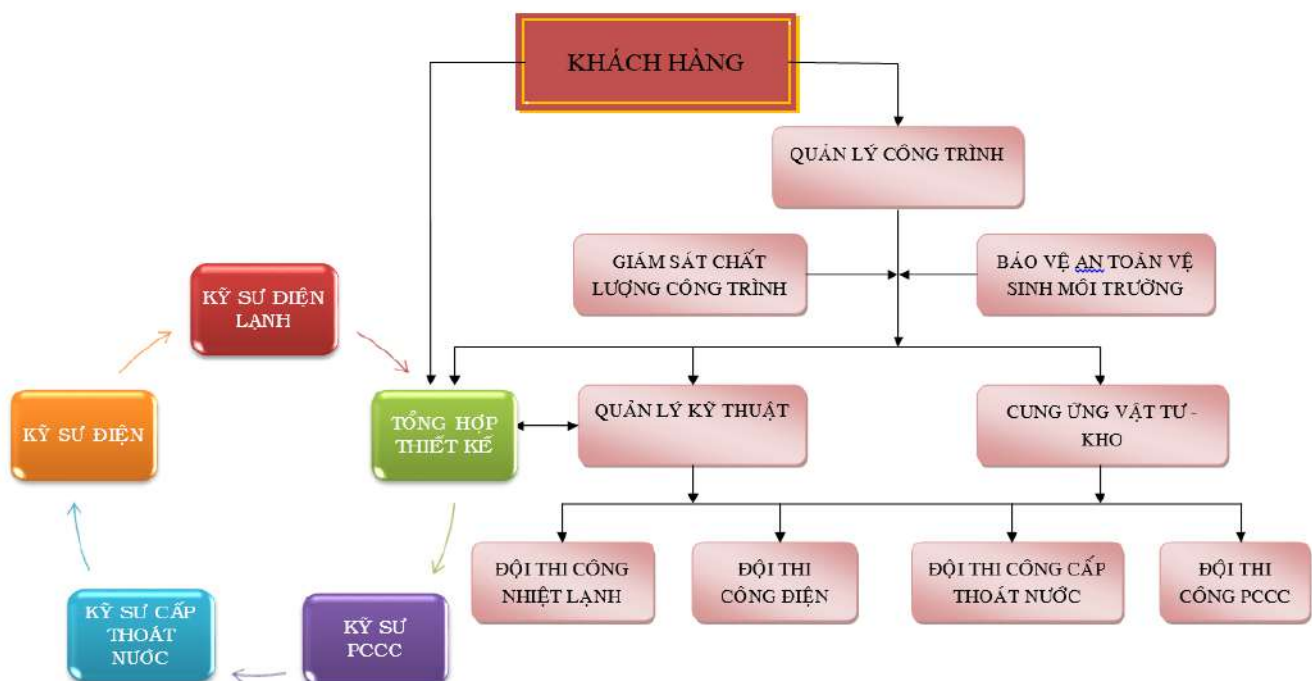 KHÁCH HÀNG
QUẢN LÝ CÔNG TRÌNH
GIÁM SÁT CHẤT
LƯỢNG CÔNG TRÌNH
BẢO VỆ AN TOÀN VỆ
SINH MÔI TRƯỜNG
KỸ SƯ ĐIỆN
LẠNH
KỸ SƯ ĐIỆN
TỔNG HỢP
THIẾT KẾ
QUẢN LÝ KỸ THUẬT
CUNG ỨNG VẬT TƯ -
KHO
ĐỘI THI CÔNG
NHIỆT LẠNH
ĐỘI THI
CÔNG ĐIỆN
ĐỘI THI CÔNG CẤP
THOÁT NƯỚC
ĐỘI THI
CÔNG PCCC
KỸ SƯ CẤP
THOÁT
NƯỚC
KỸ SƯ
PCCC